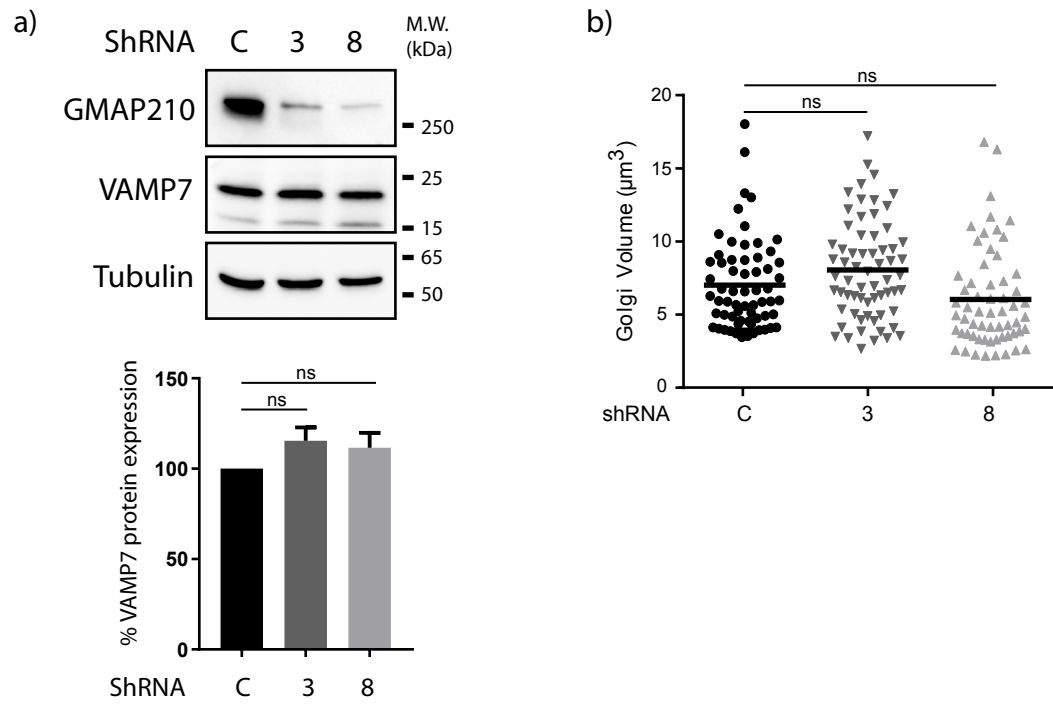 a)
ShRNA C 3 8 M.W.
(kDa)
GMAP210
250
VAMP7
25
15
Tubulin
65
50
% VAMP7 protein expression
150
100
50
0
ns
ns
ShRNA C 3 8
b)
Golgi Volume (µm³)
20
15
10
5
0
ns
ns
shRNA C 3 8